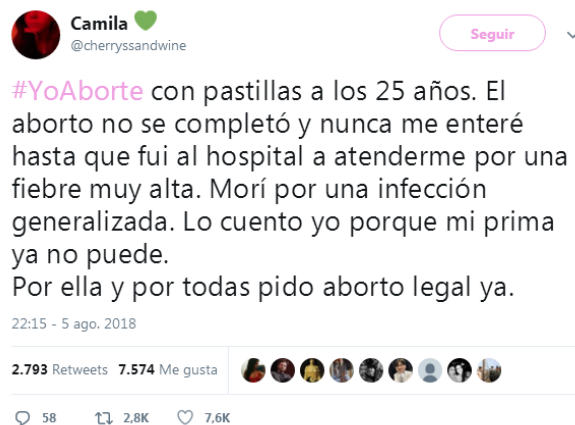 Camila 💚
@cherryssandwine
Seguir
#YoAborte con pastillas a los 25 años. El
aborto no se completó y nunca me enteré
hasta que fui al hospital a atenderme por una
fiebre muy alta. Morí por una infección
generalizada. Lo cuento yo porque mi prima
ya no puede.
Por ella y por todas pido aborto legal ya.
22:15 - 5 ago. 2018
2.793 Retweets 7.574 Me gusta
58 2,8K 7,6K